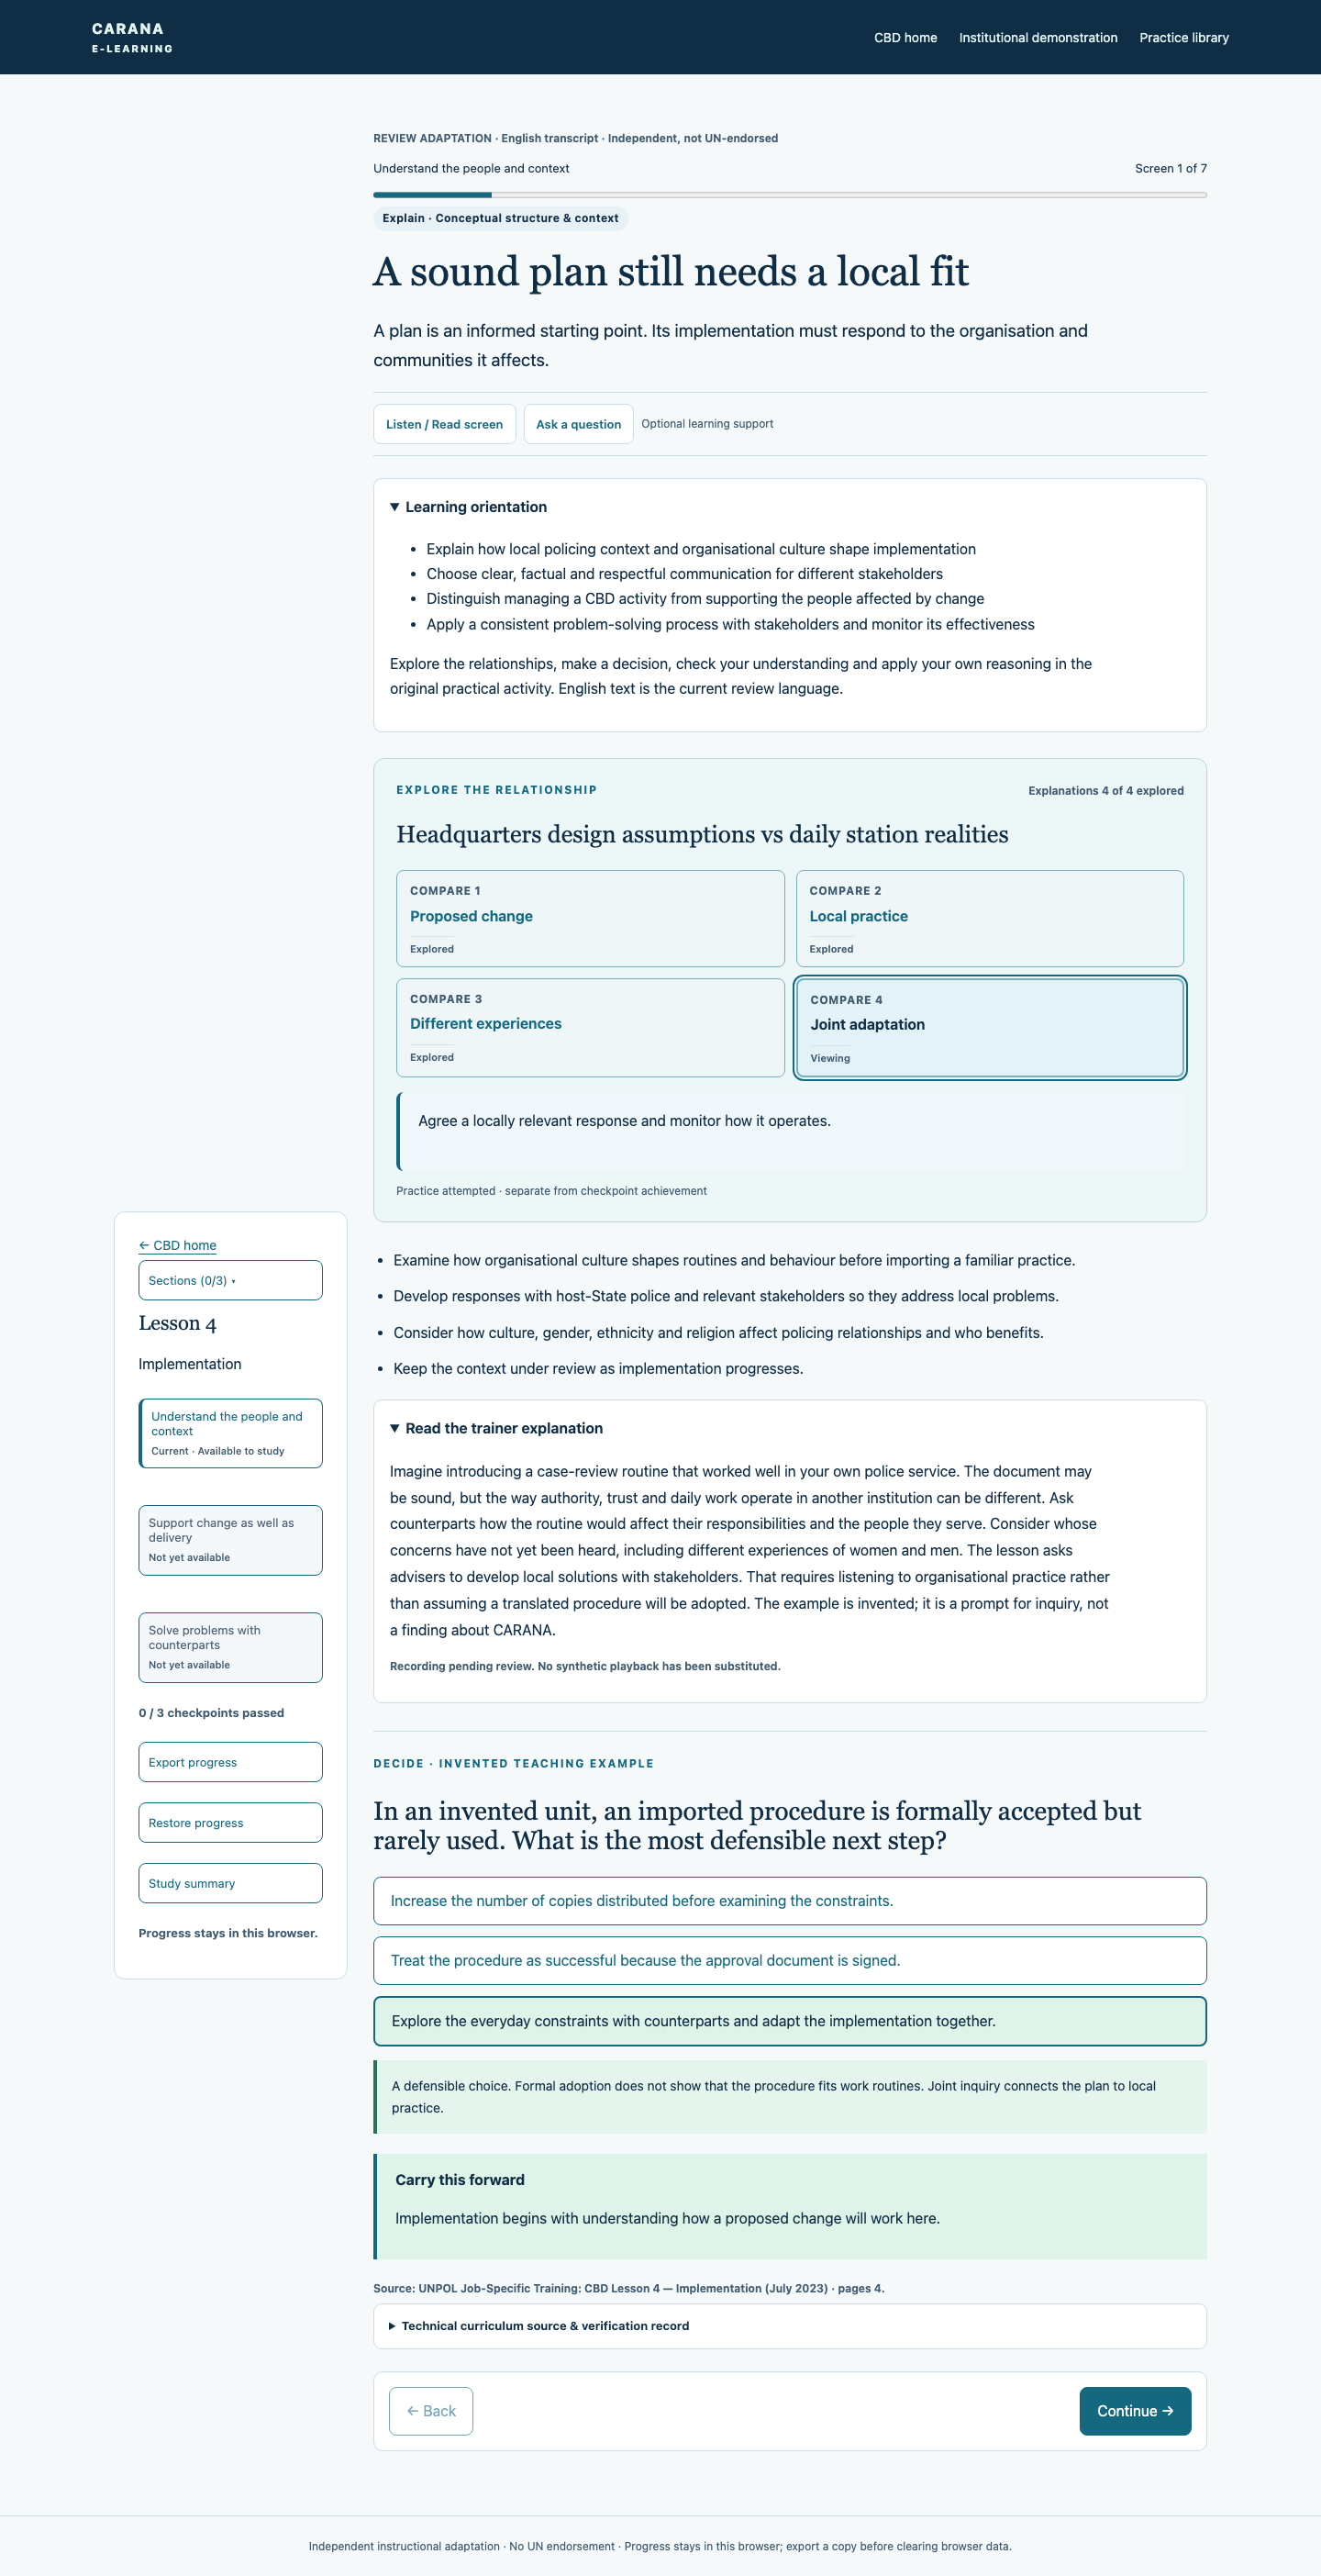 CARANA
E-LEARNING
CBD home
Institutional demonstration
Practice library
REVIEW ADAPTATION · English transcript · Independent, not UN-endorsed
Understand the people and context
Screen 1 of 7
Explain · Conceptual structure & context
A sound plan still needs a local fit
A plan is an informed starting point. Its implementation must respond to the organisation and
communities it affects.
Listen / Read screen
Ask a question
Optional learning support
▼ Learning orientation
• Explain how local policing context and organisational culture shape implementation
• Choose clear, factual and respectful communication for different stakeholders
• Distinguish managing a CBD activity from supporting the people affected by change
• Apply a consistent problem-solving process with stakeholders and monitor its effectiveness
Explore the relationships, make a decision, check your understanding and apply your own reasoning in the
original practical activity. English text is the current review language.
EXPLORE THE RELATIONSHIP
Explanations 4 of 4 explored
Headquarters design assumptions vs daily station realities
COMPARE 1
Proposed change
Explored
COMPARE 2
Local practice
Explored
COMPARE 3
Different experiences
Explored
COMPARE 4
Joint adaptation
Viewing
Agree a locally relevant response and monitor how it operates.
Practice attempted · separate from checkpoint achievement
← CBD home
Sections (0/3) ▾
Lesson 4
Implementation
Understand the people and
context
Current · Available to study
Support change as well as
delivery
Not yet available
Solve problems with
counterparts
Not yet available
0 / 3 checkpoints passed
Export progress
Restore progress
Study summary
Progress stays in this browser.
• Examine how organisational culture shapes routines and behaviour before importing a familiar practice.
• Develop responses with host-State police and relevant stakeholders so they address local problems.
• Consider how culture, gender, ethnicity and religion affect policing relationships and who benefits.
• Keep the context under review as implementation progresses.
▼ Read the trainer explanation
Imagine introducing a case-review routine that worked well in your own police service. The document may
be sound, but the way authority, trust and daily work operate in another institution can be different. Ask
counterparts how the routine would affect their responsibilities and the people they serve. Consider whose
concerns have not yet been heard, including different experiences of women and men. The lesson asks
advisers to develop local solutions with stakeholders. That requires listening to organisational practice rather
than assuming a translated procedure will be adopted. The example is invented; it is a prompt for inquiry, not
a finding about CARANA.
Recording pending review. No synthetic playback has been substituted.
DECIDE · INVENTED TEACHING EXAMPLE
In an invented unit, an imported procedure is formally accepted but
rarely used. What is the most defensible next step?
Increase the number of copies distributed before examining the constraints.
Treat the procedure as successful because the approval document is signed.
Explore the everyday constraints with counterparts and adapt the implementation together.
A defensible choice. Formal adoption does not show that the procedure fits work routines. Joint inquiry connects the plan to local
practice.
Carry this forward
Implementation begins with understanding how a proposed change will work here.
Source: UNPOL Job-Specific Training: CBD Lesson 4 — Implementation (July 2023) · pages 4.
▶ Technical curriculum source & verification record
← Back
Continue →
Independent instructional adaptation · No UN endorsement · Progress stays in this browser; export a copy before clearing browser data.